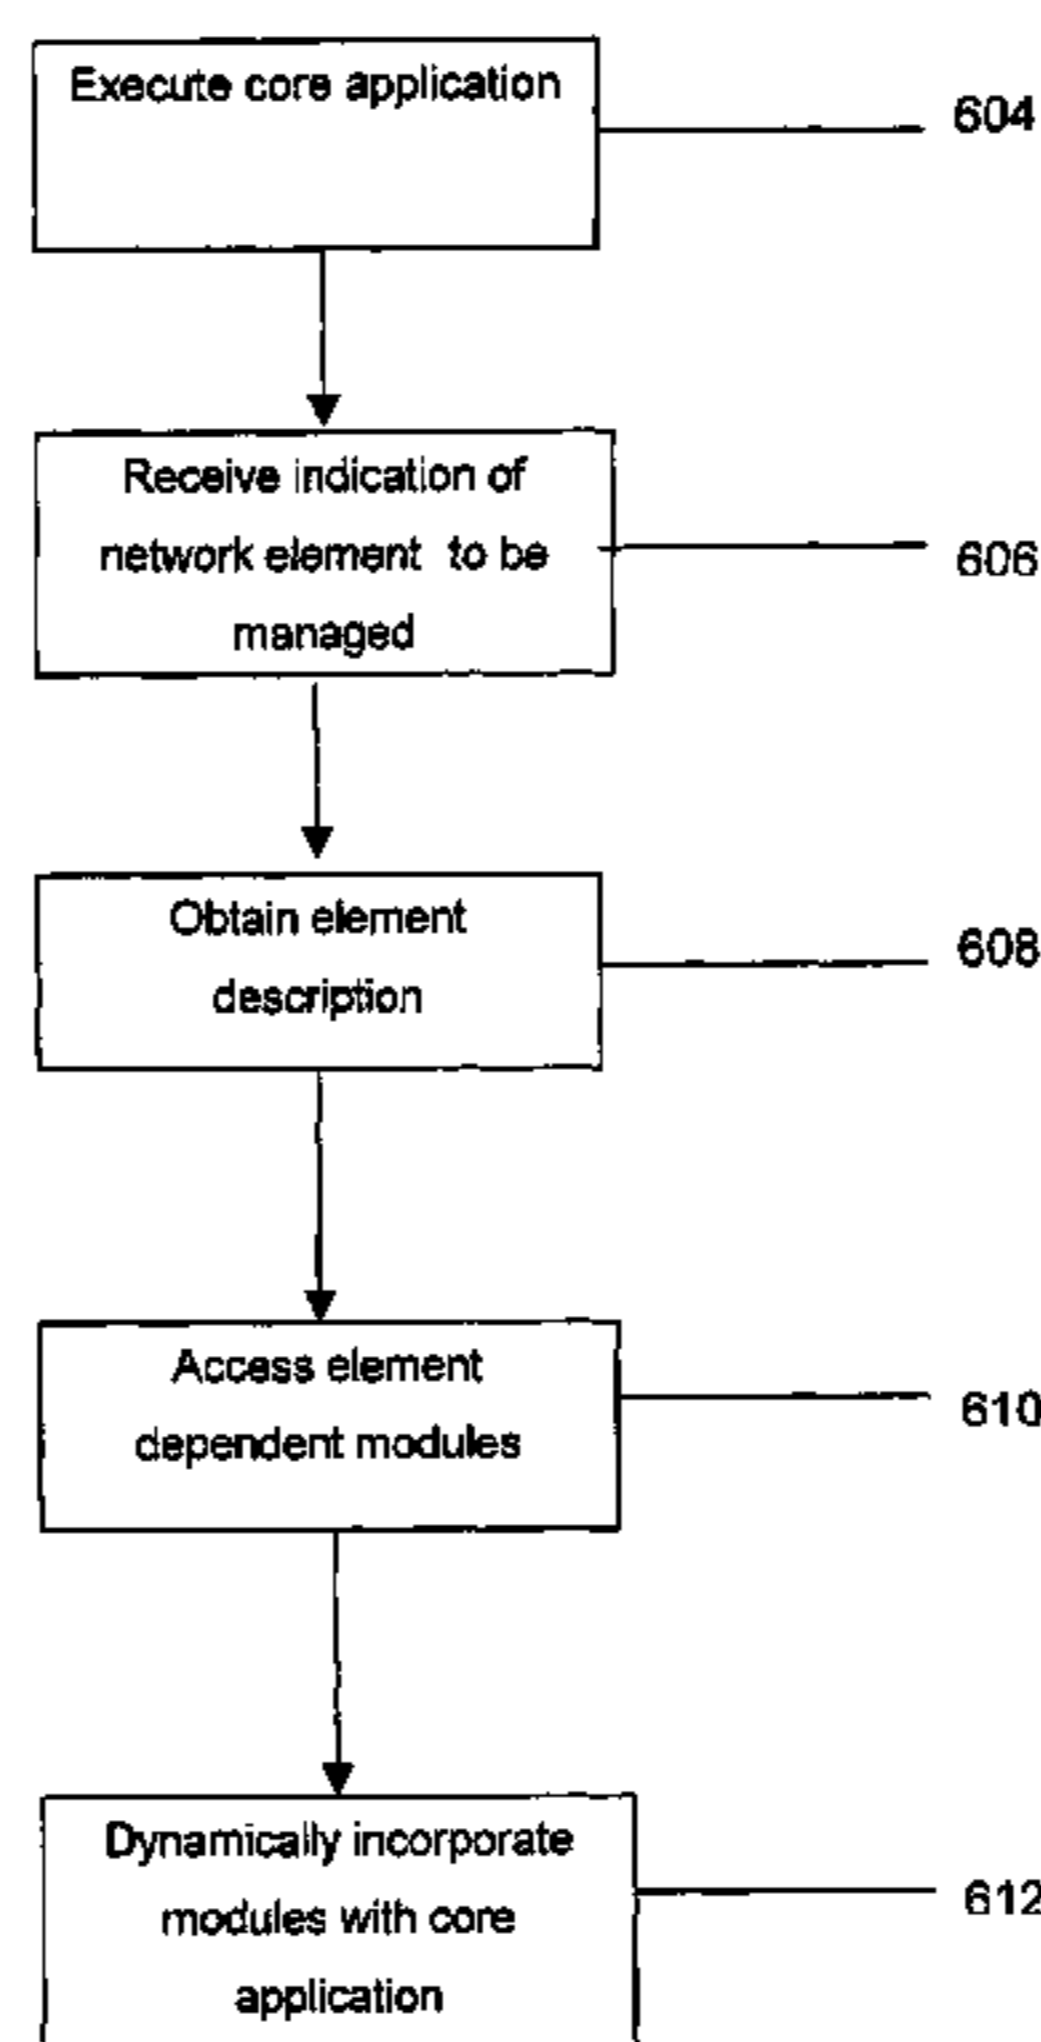 Execute core application
604
Receive indication of
network element to be
managed
606
Obtain element
description
608
Access element
dependent modules
610
Dynamically incorporate
modules with core
application
612